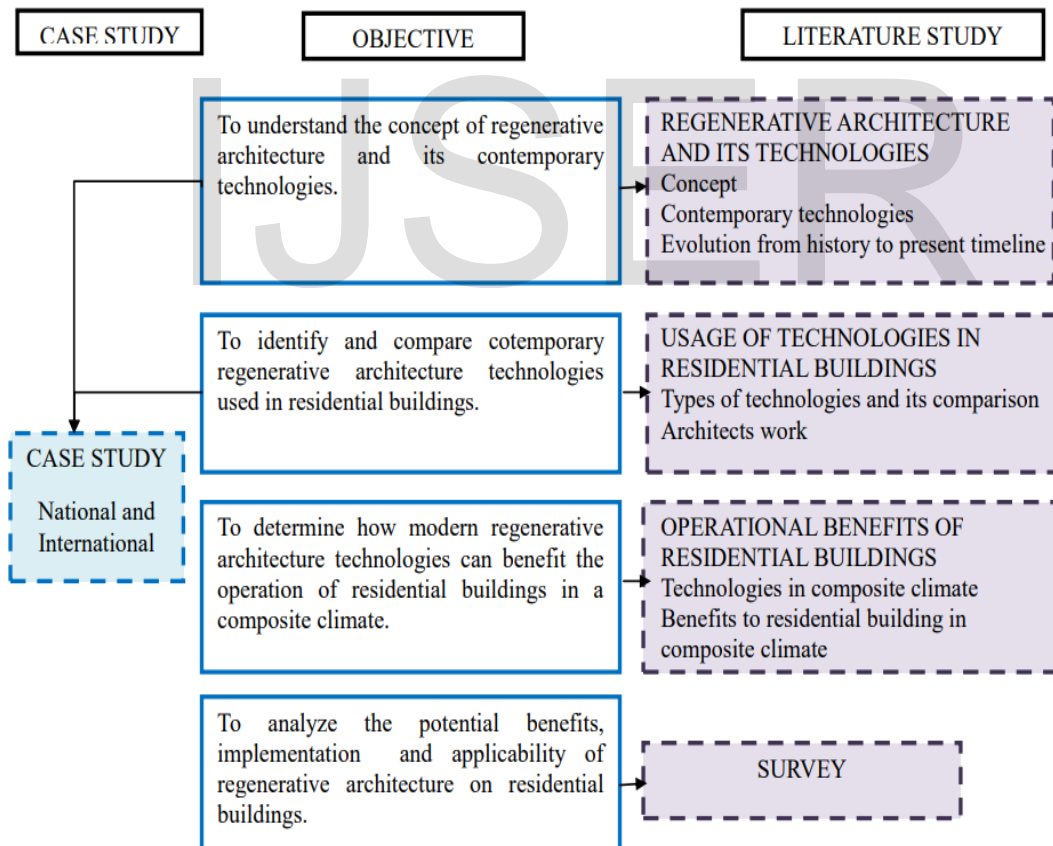 CASE STUDY
OBJECTIVE
LITERATURE STUDY
IJSER
To understand the concept of regenerative
architecture and its contemporary
technologies.
REGENERATIVE ARCHITECTURE
AND ITS TECHNOLOGIES
Concept
Contemporary technologies
Evolution from history to present timeline
To identify and compare cotemporary
regenerative architecture technologies
used in residential buildings.
USAGE OF TECHNOLOGIES IN
RESIDENTIAL BUILDINGS
Types of technologies and its comparison
Architects work
CASE STUDY
National and
International
To determine how modern regenerative
architecture technologies can benefit the
operation of residential buildings in a
composite climate.
OPERATIONAL BENEFITS OF
RESIDENTIAL BUILDINGS
Technologies in composite climate
Benefits to residential building in
composite climate
To analyze the potential benefits,
implementation and applicability of
regenerative architecture on residential
buildings.
SURVEY